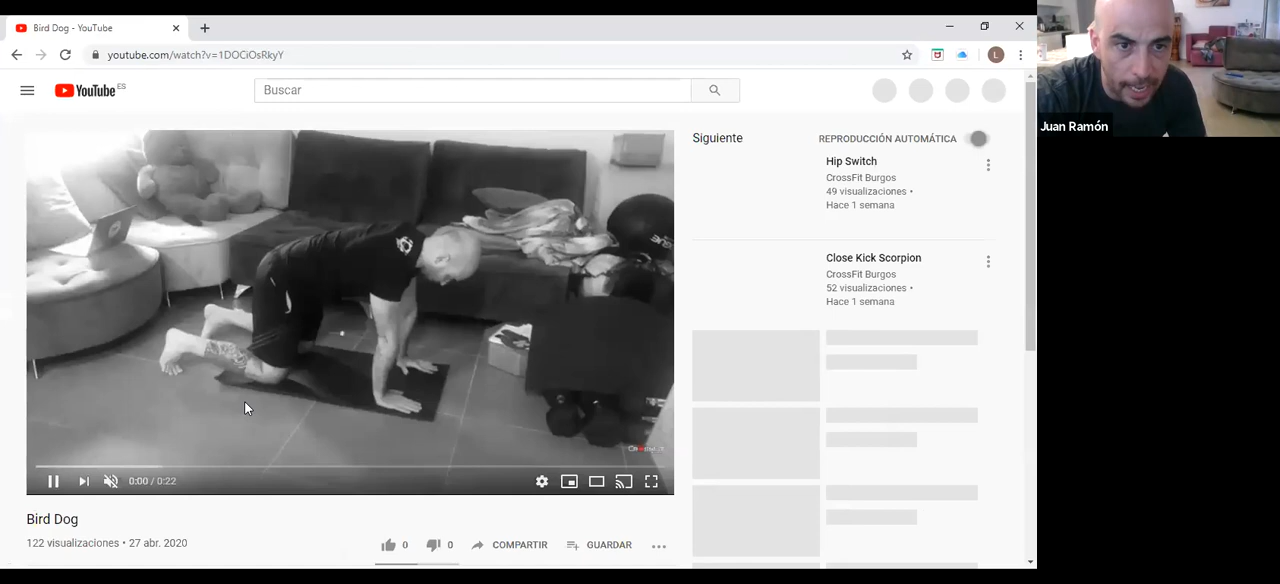 Bird Dog - YouTube
youtube.com/watch?v=1DOCiOsRkyY
L
YouTube ES
Buscar
Juan Ramón
Siguiente
REPRODUCCIÓN AUTOMÁTICA
Hip Switch
CrossFit Burgos
49 visualizaciones •
Hace 1 semana
Close Kick Scorpion
CrossFit Burgos
52 visualizaciones •
Hace 1 semana
0:00 / 0:22
Bird Dog
122 visualizaciones • 27 abr. 2020
0
0
COMPARTIR
GUARDAR